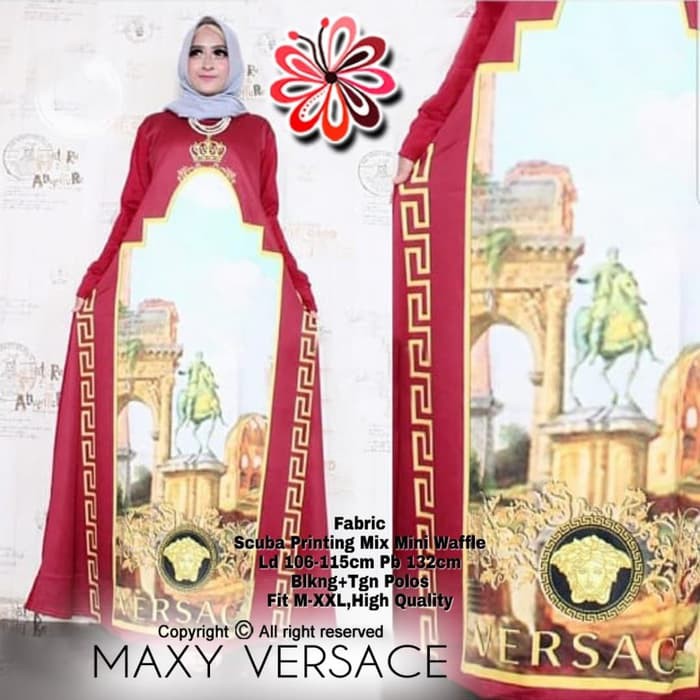 Fabric
Scuba Printing Mix Mini Waffle
Ld 106-115cm Pb 132cm
Blkng+Tgn Polos
Fit M-XXL,High Quality
VERSAC
VERSACE
Copyright © All right reserved
MAXY VERSACE